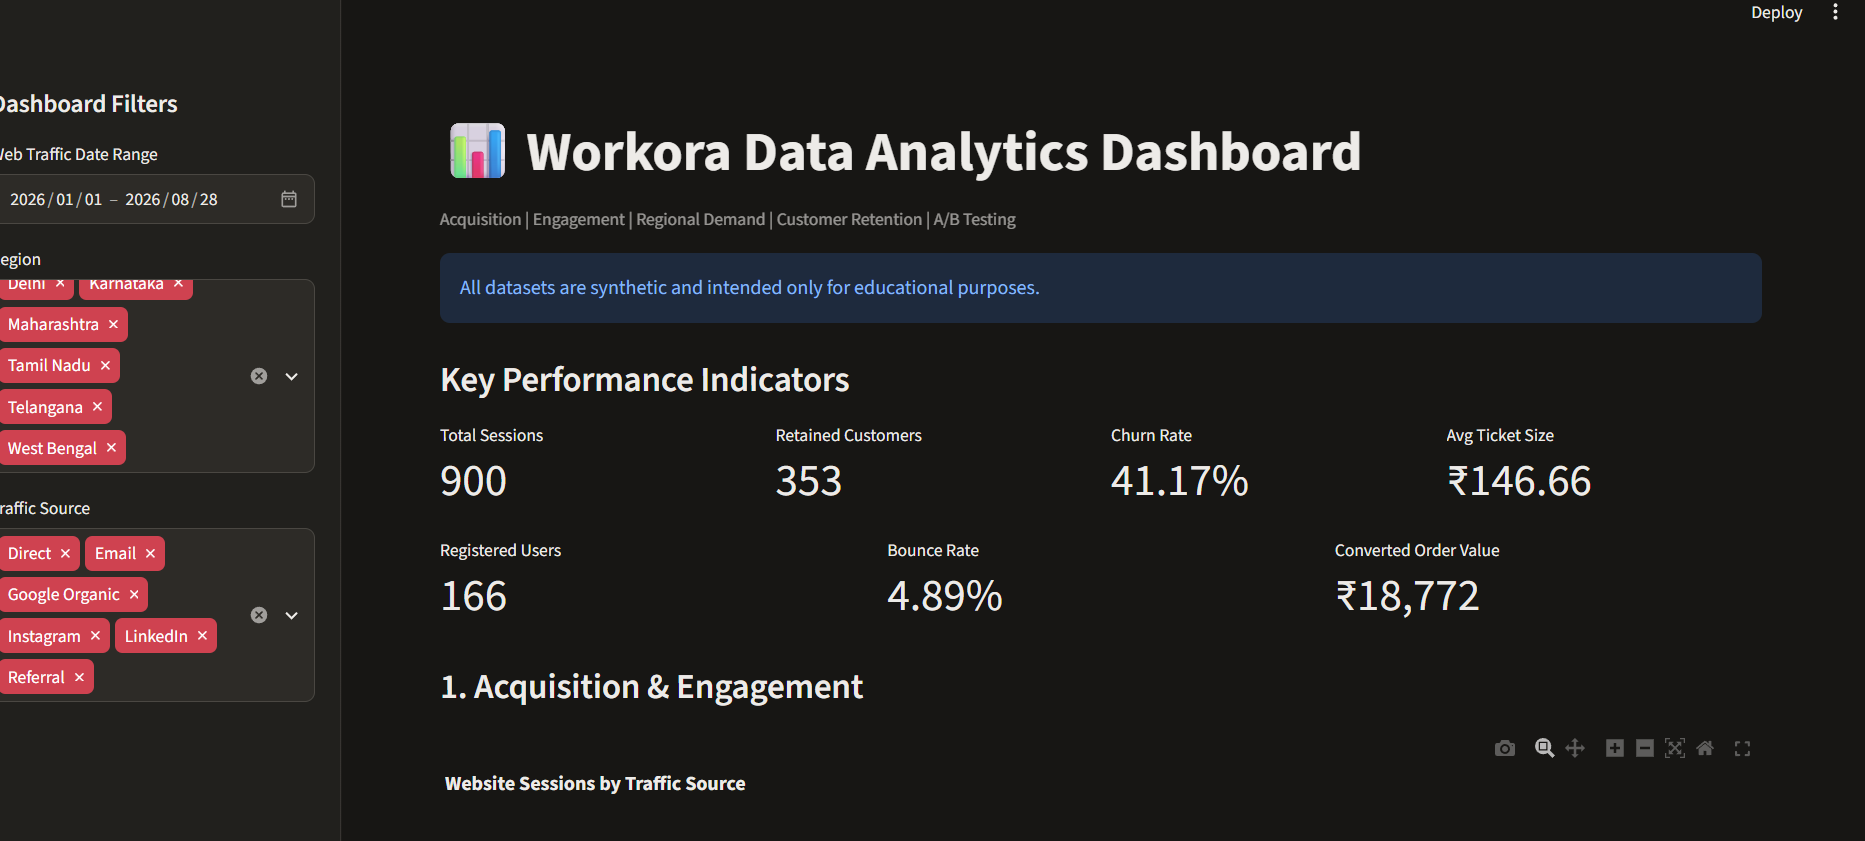 Deploy
Dashboard Filters
Web Traffic Date Range
2026/01/01 – 2026/08/28
Region
Delhi × Karnataka ×
Maharashtra ×
Tamil Nadu ×
Telangana ×
West Bengal ×
Traffic Source
Direct × Email ×
Google Organic ×
Instagram × LinkedIn ×
Referral ×
Workora Data Analytics Dashboard
Acquisition | Engagement | Regional Demand | Customer Retention | A/B Testing
All datasets are synthetic and intended only for educational purposes.
Key Performance Indicators
Total Sessions
900
Retained Customers
353
Churn Rate
41.17%
Avg Ticket Size
₹146.66
Registered Users
166
Bounce Rate
4.89%
Converted Order Value
₹18,772
1. Acquisition & Engagement
Website Sessions by Traffic Source